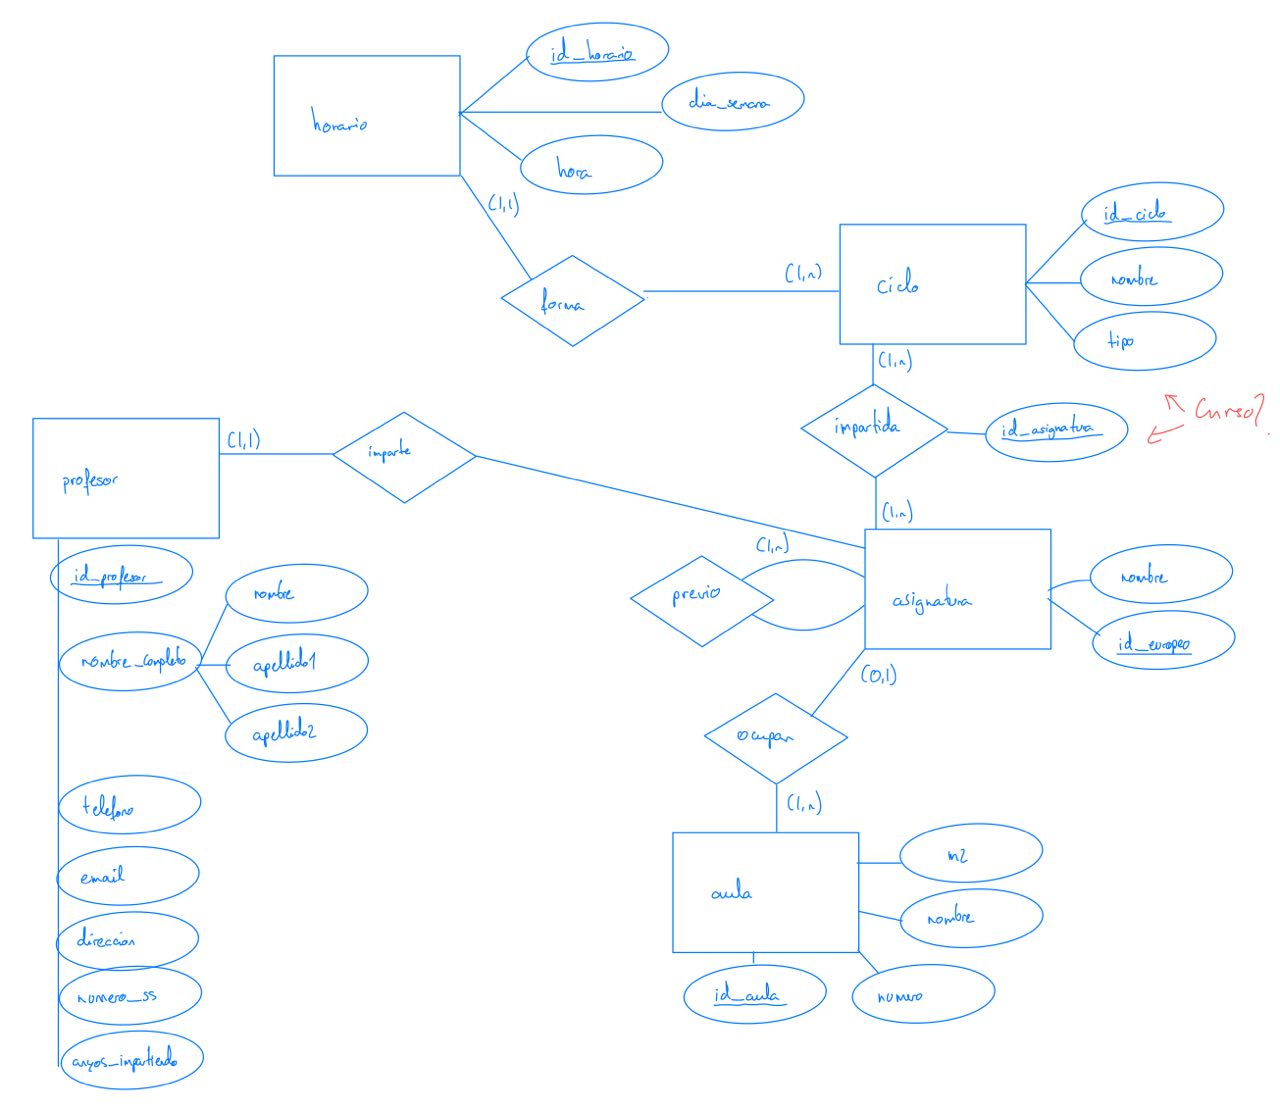 id_horario
dia_semana
horario
hora
(1,1)
id_ciclo
forma
(1,n)
ciclo
nombre
tipo
(1,n)
Curso?
impartida
id_asignatura
(1,1)
imparte
profesor
(1,n)
(1,n)
id_profesor
nombre
previo
asignatura
nombre
id_europeo
nombre_completo
apellido1
(0,1)
apellido2
ocupan
telefono
(1,n)
m2
email
aula
nombre
direccion
numero_ss
id_aula
numero
anyos_impartiendo